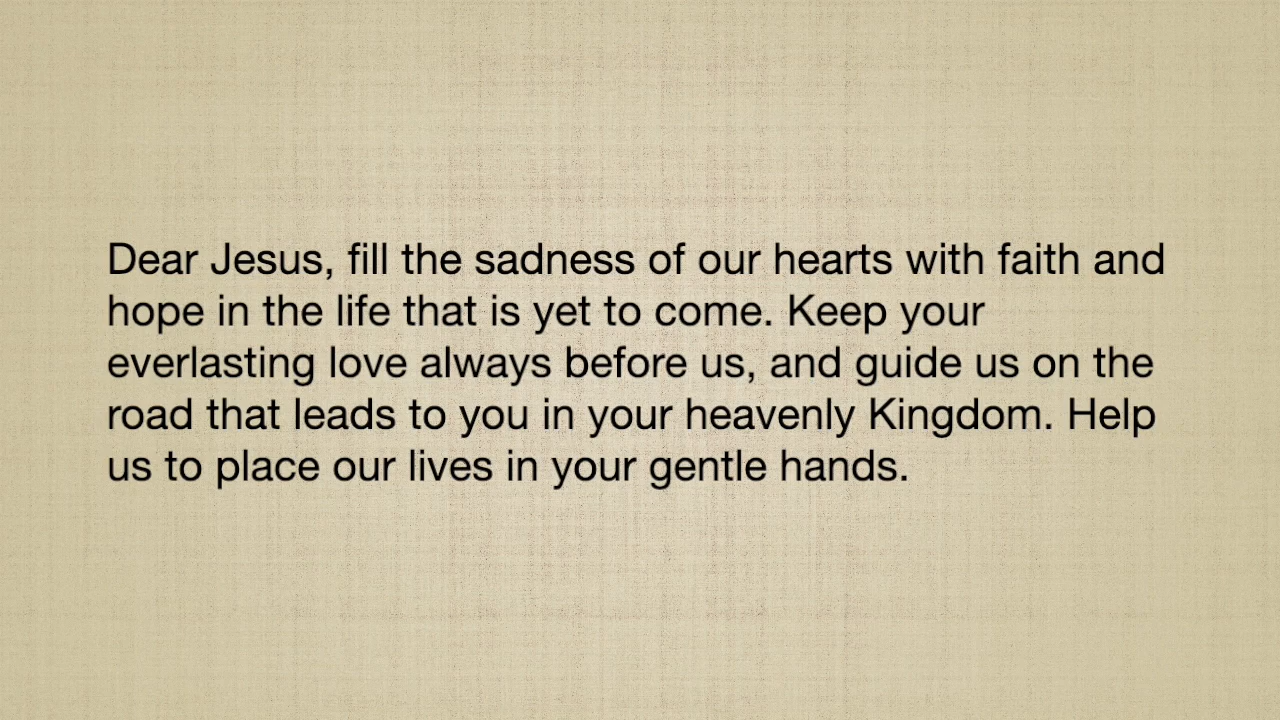 Dear Jesus, fill the sadness of our hearts with faith and
hope in the life that is yet to come. Keep your
everlasting love always before us, and guide us on the
road that leads to you in your heavenly Kingdom. Help
us to place our lives in your gentle hands.